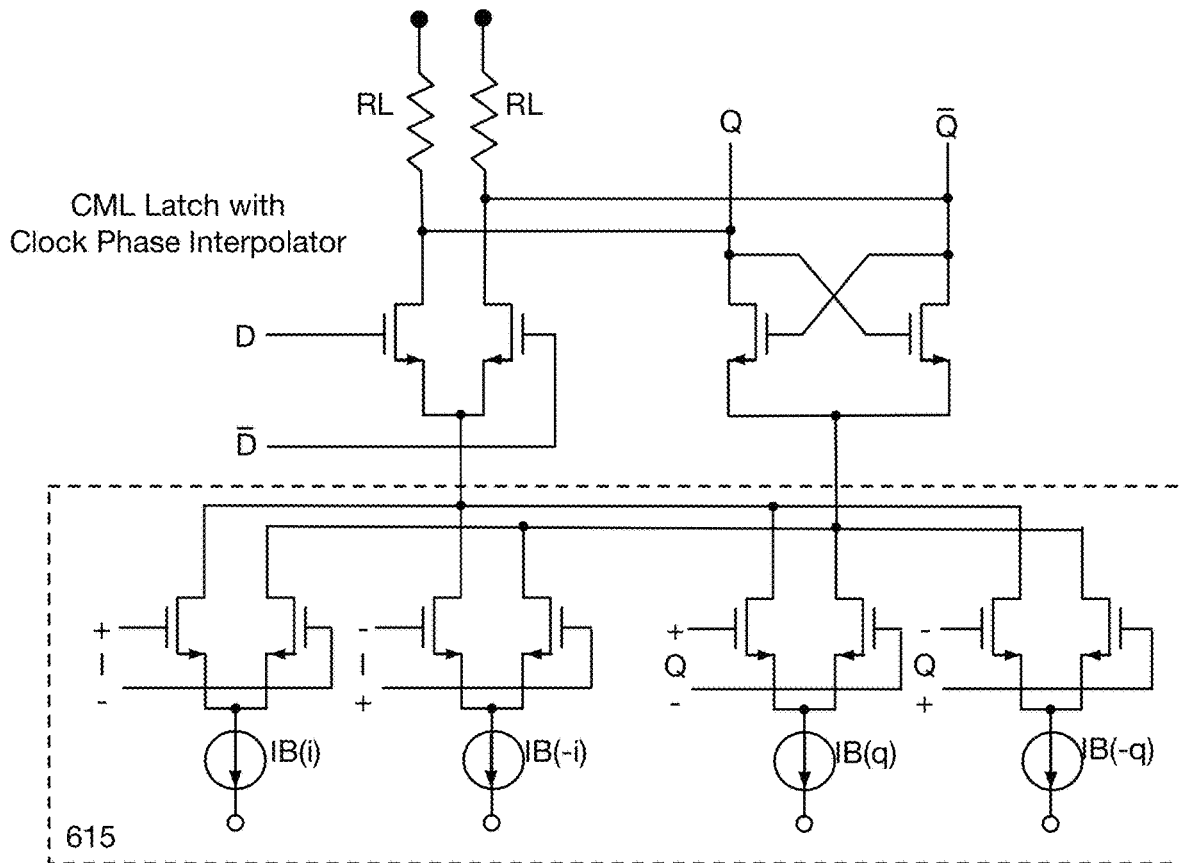 RL
RL
Q
Q̅
CML Latch with
Clock Phase Interpolator
D
D̅
+
I
-
-
I
+
+
Q
-
-
Q
+
IB(i)
IB(-i)
IB(q)
IB(-q)
615